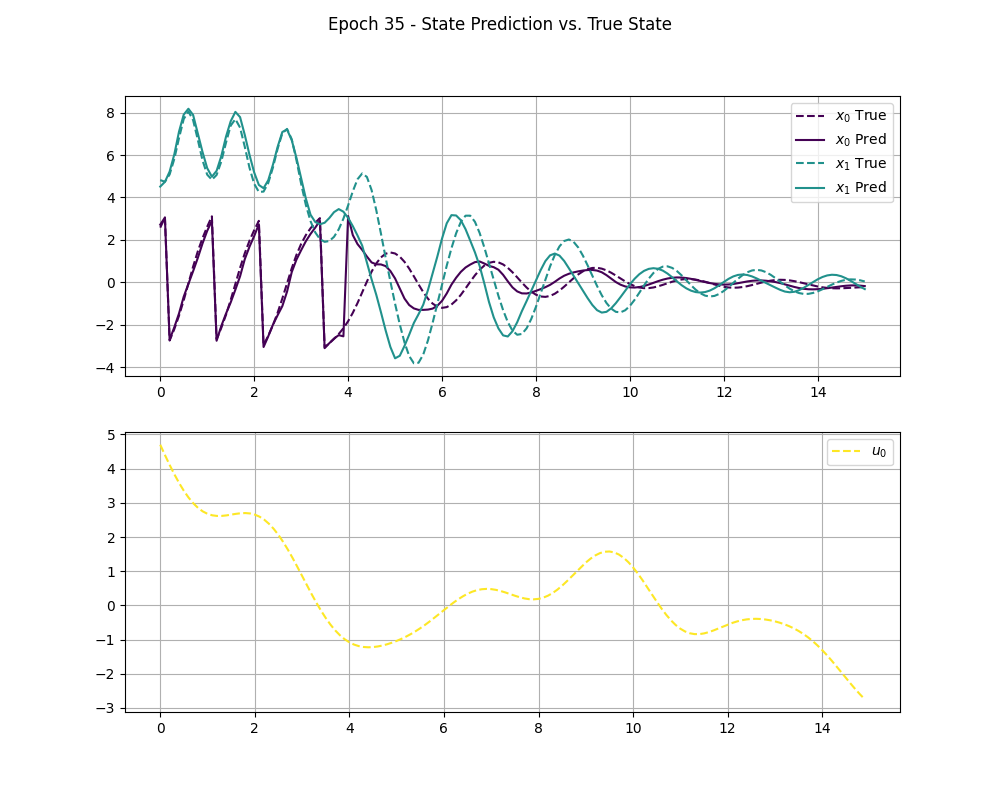 Epoch 35 - State Prediction vs. True State
8
6
4
2
0
−2
−4
x₀ True
x₀ Pred
x₁ True
x₁ Pred
0 2 4 6 8 10 12 14
5
4
3
2
1
0
−1
−2
−3
u₀
0 2 4 6 8 10 12 14